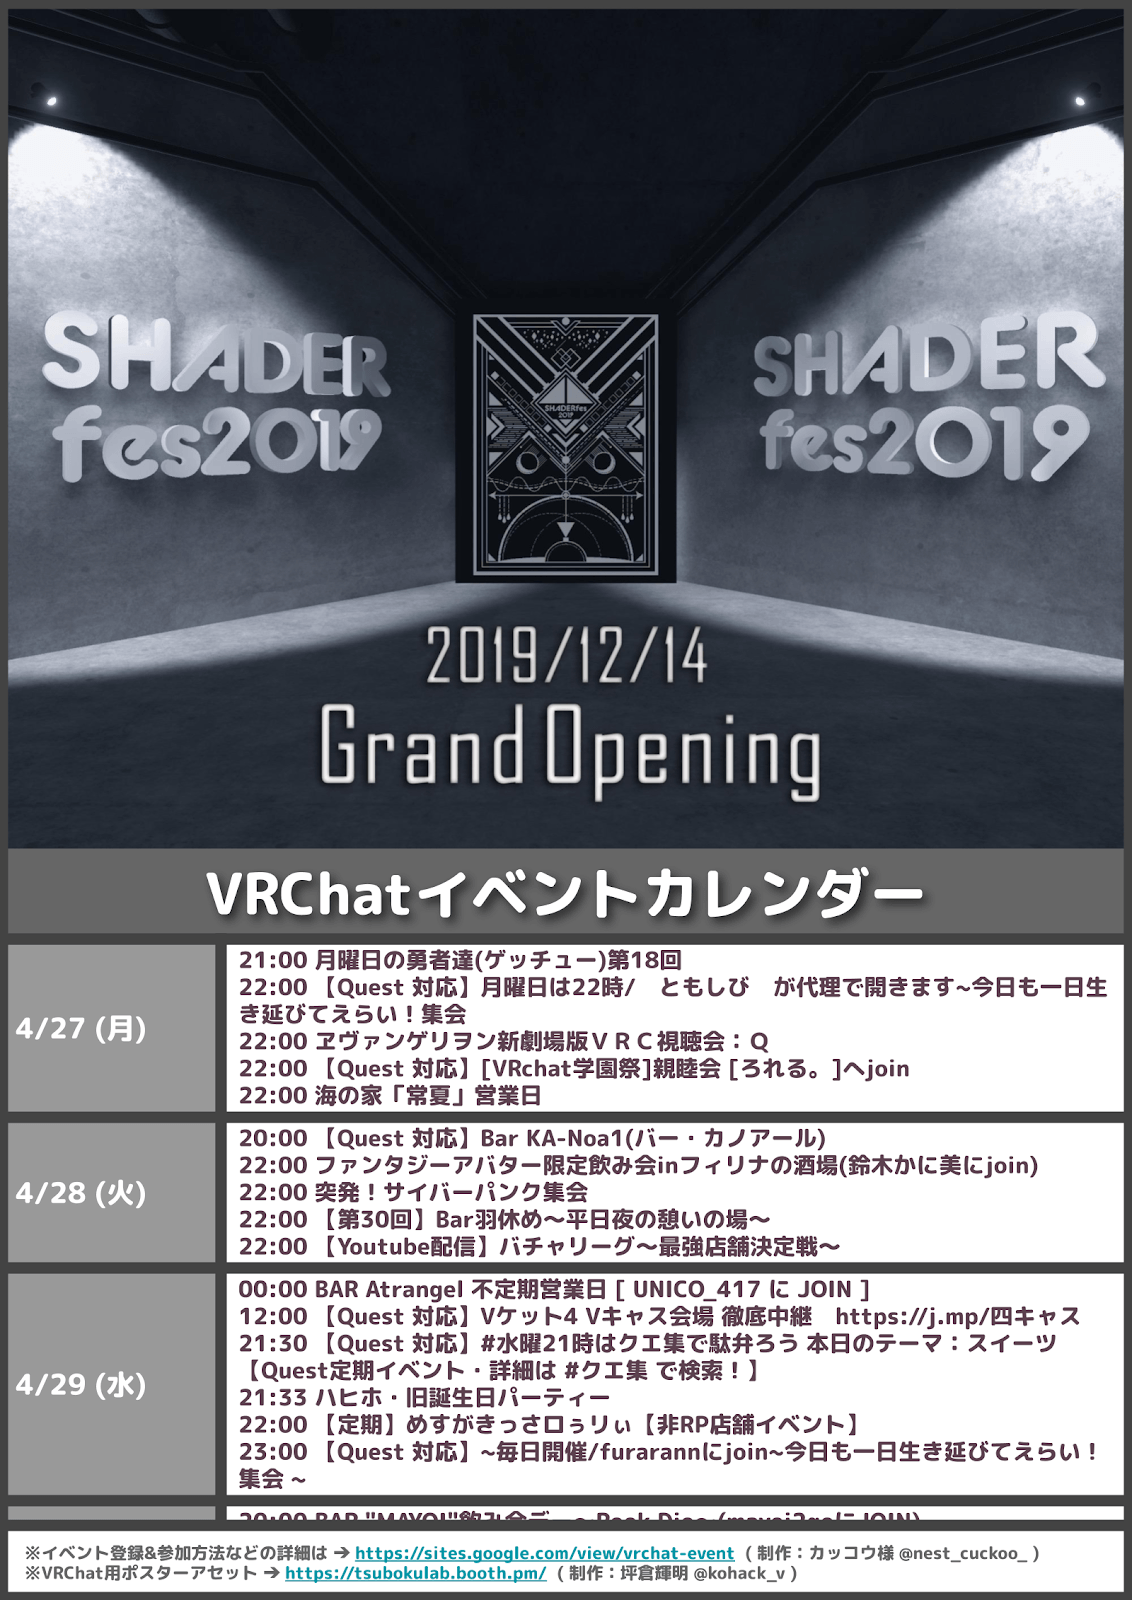 SHADER
fes2019
SHADER
fes2019
SHADERfes
2019
2019/12/14
Grand Opening
VRChatイベントカレンダー
4/27 (月)
21:00 月曜日の勇者達(ゲッチュー)第18回
22:00 【Quest 対応】月曜日は22時/　ともしび　が代理で開きます~今日も一日生
き延びてえらい！集会
22:00 ヱヴァンゲリヲン新劇場版ＶＲＣ視聴会：Ｑ
22:00 【Quest 対応】[VRchat学園祭]親睦会 [ろれる。]へjoin
22:00 海の家「常夏」営業日
4/28 (火)
20:00 【Quest 対応】Bar KA-Noa1(バー・カノアール)
22:00 ファンタジーアバター限定飲み会inフィリナの酒場(鈴木かに美にjoin)
22:00 突発！サイバーパンク集会
22:00 【第30回】Bar羽休め～平日夜の憩いの場～
22:00 【Youtube配信】バチャリーグ～最強店舗決定戦～
4/29 (水)
00:00 BAR Atrangel 不定期営業日 [ UNICO_417 に JOIN ]
12:00 【Quest 対応】Vケット4 Vキャス会場 徹底中継　https://j.mp/四キャス
21:30 【Quest 対応】#水曜21時はクエ集で駄弁ろう 本日のテーマ：スイーツ
【Quest定期イベント・詳細は #クエ集 で検索！】
21:33 ハヒホ・旧誕生日パーティー
22:00 【定期】めすがきっさロぅリぃ【非RP店舗イベント】
23:00 【Quest 対応】~毎日開催/furarannにjoin~今日も一日生き延びてえらい！
集会 ~
20:00 BAR "MAYOI"飲み会デー
※イベント登録&参加方法などの詳細は ➔ https://sites.google.com/view/vrchat-event ( 制作：カッコウ様 @nest_cuckoo_ )
※VRChat用ポスターアセット ➔ https://tsubokulab.booth.pm/ ( 制作：坪倉輝明 @kohack_v )